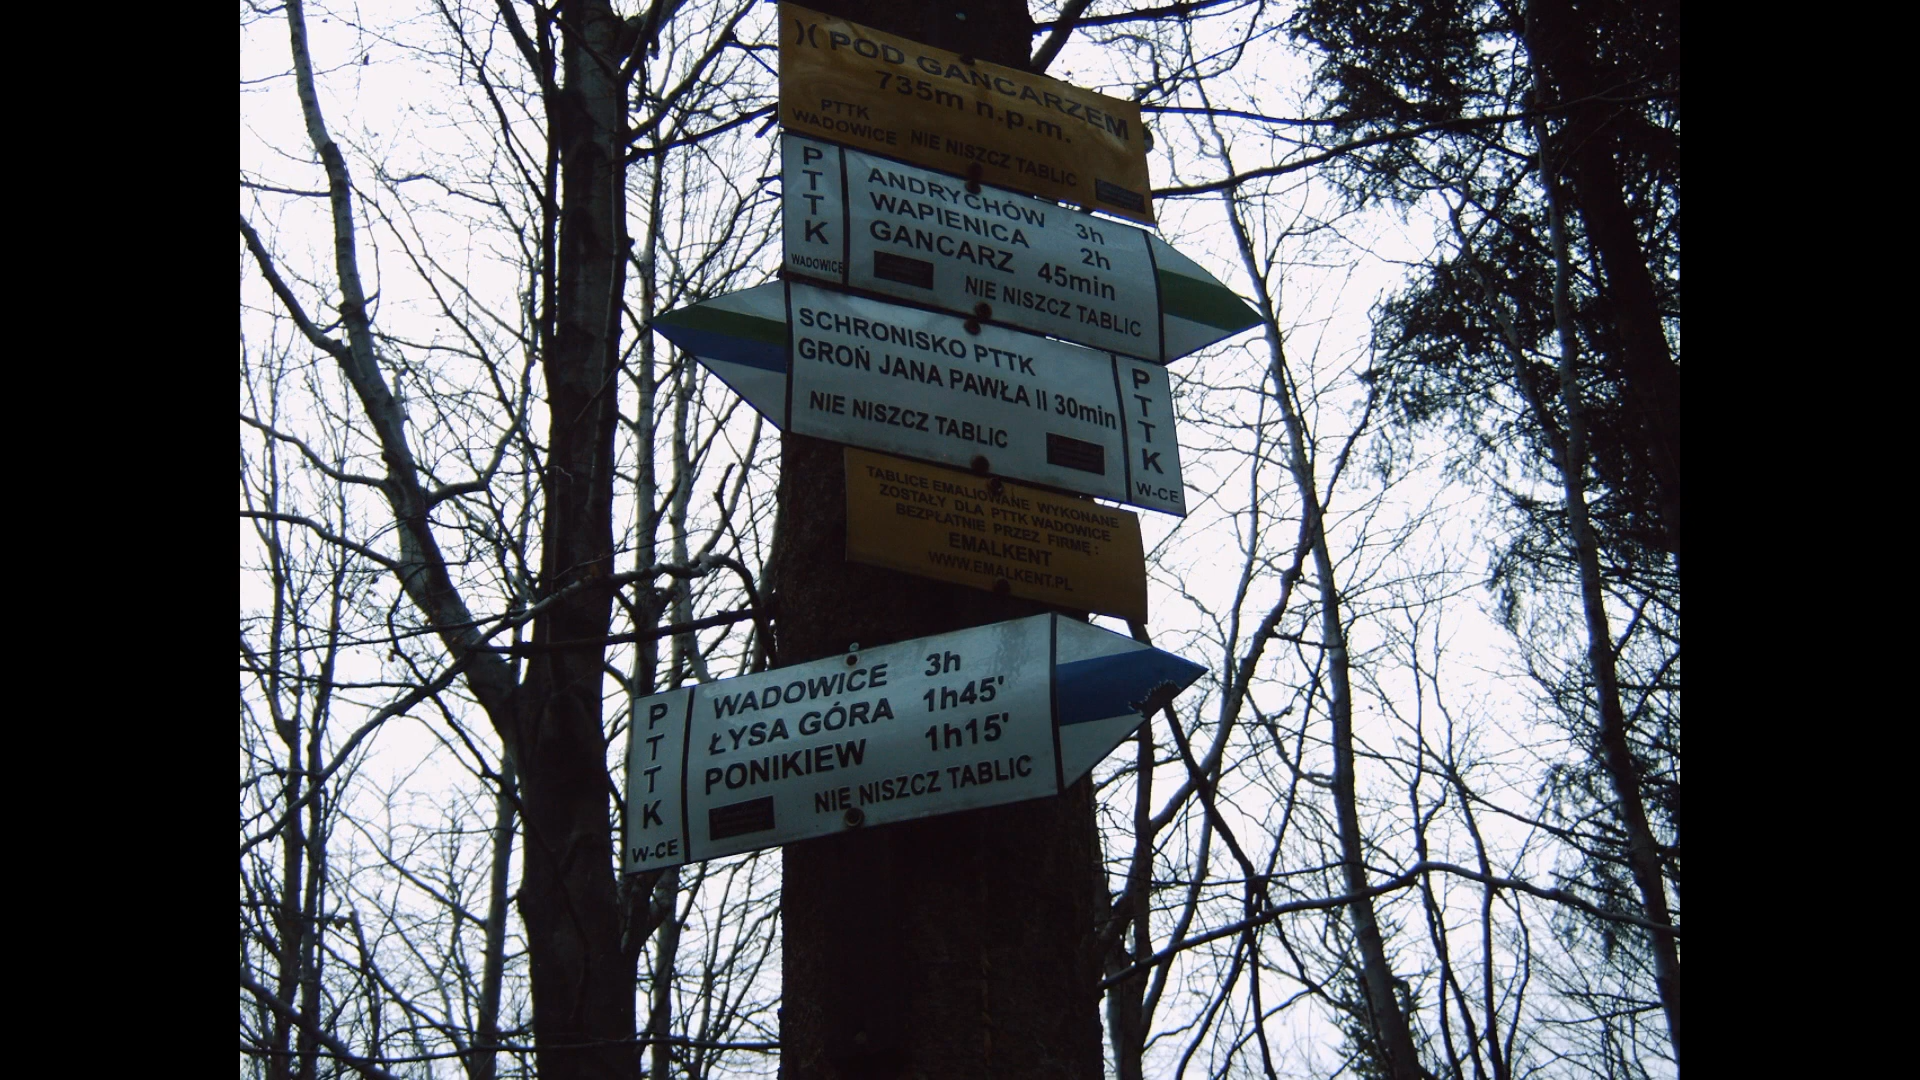 )( POD GANCARZEM
735m n.p.m.
PTTK
WADOWICE NIE NISZCZ TABLIC
PTTK
WADOWICE
ANDRYCHÓW 3h
WAPIENICA 2h
GANCARZ 45min
NIE NISZCZ TABLIC
SCHRONISKO PTTK
GROŃ JANA PAWŁA II 30min
NIE NISZCZ TABLIC
PTTK
W-CE
TABLICE EMALIOWANE WYKONANE
ZOSTAŁY DLA PTTK WADOWICE
BEZPŁATNIE PRZEZ FIRMĘ :
EMALKENT
WWW.EMALKENT.PL
PTTK
W-CE
WADOWICE 3h
ŁYSA GÓRA 1h45'
PONIKIEW 1h15'
NIE NISZCZ TABLIC